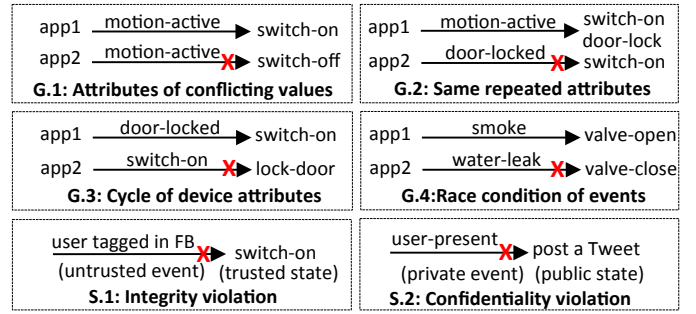 app1 motion-active switch-on
app2 motion-active X switch-off
G.1: Attributes of conflicting values
app1 motion-active switch-on
door-lock
app2 door-locked X switch-on
G.2: Same repeated attributes
app1 door-locked switch-on
app2 switch-on X lock-door
G.3: Cycle of device attributes
app1 smoke valve-open
app2 water-leak X valve-close
G.4:Race condition of events
user tagged in FB X switch-on
(untrusted event) (trusted state)
S.1: Integrity violation
user-present X post a Tweet
(private event) (public state)
S.2: Confidentiality violation